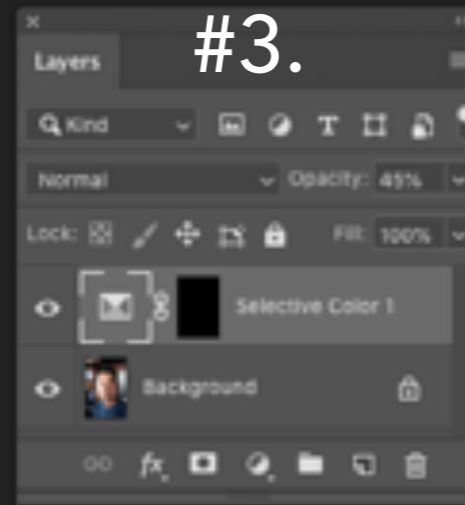 #3.
Layers
Kind
Normal Opacity: 45%
Lock: Fill: 100%
Selective Color 1
Background
fx